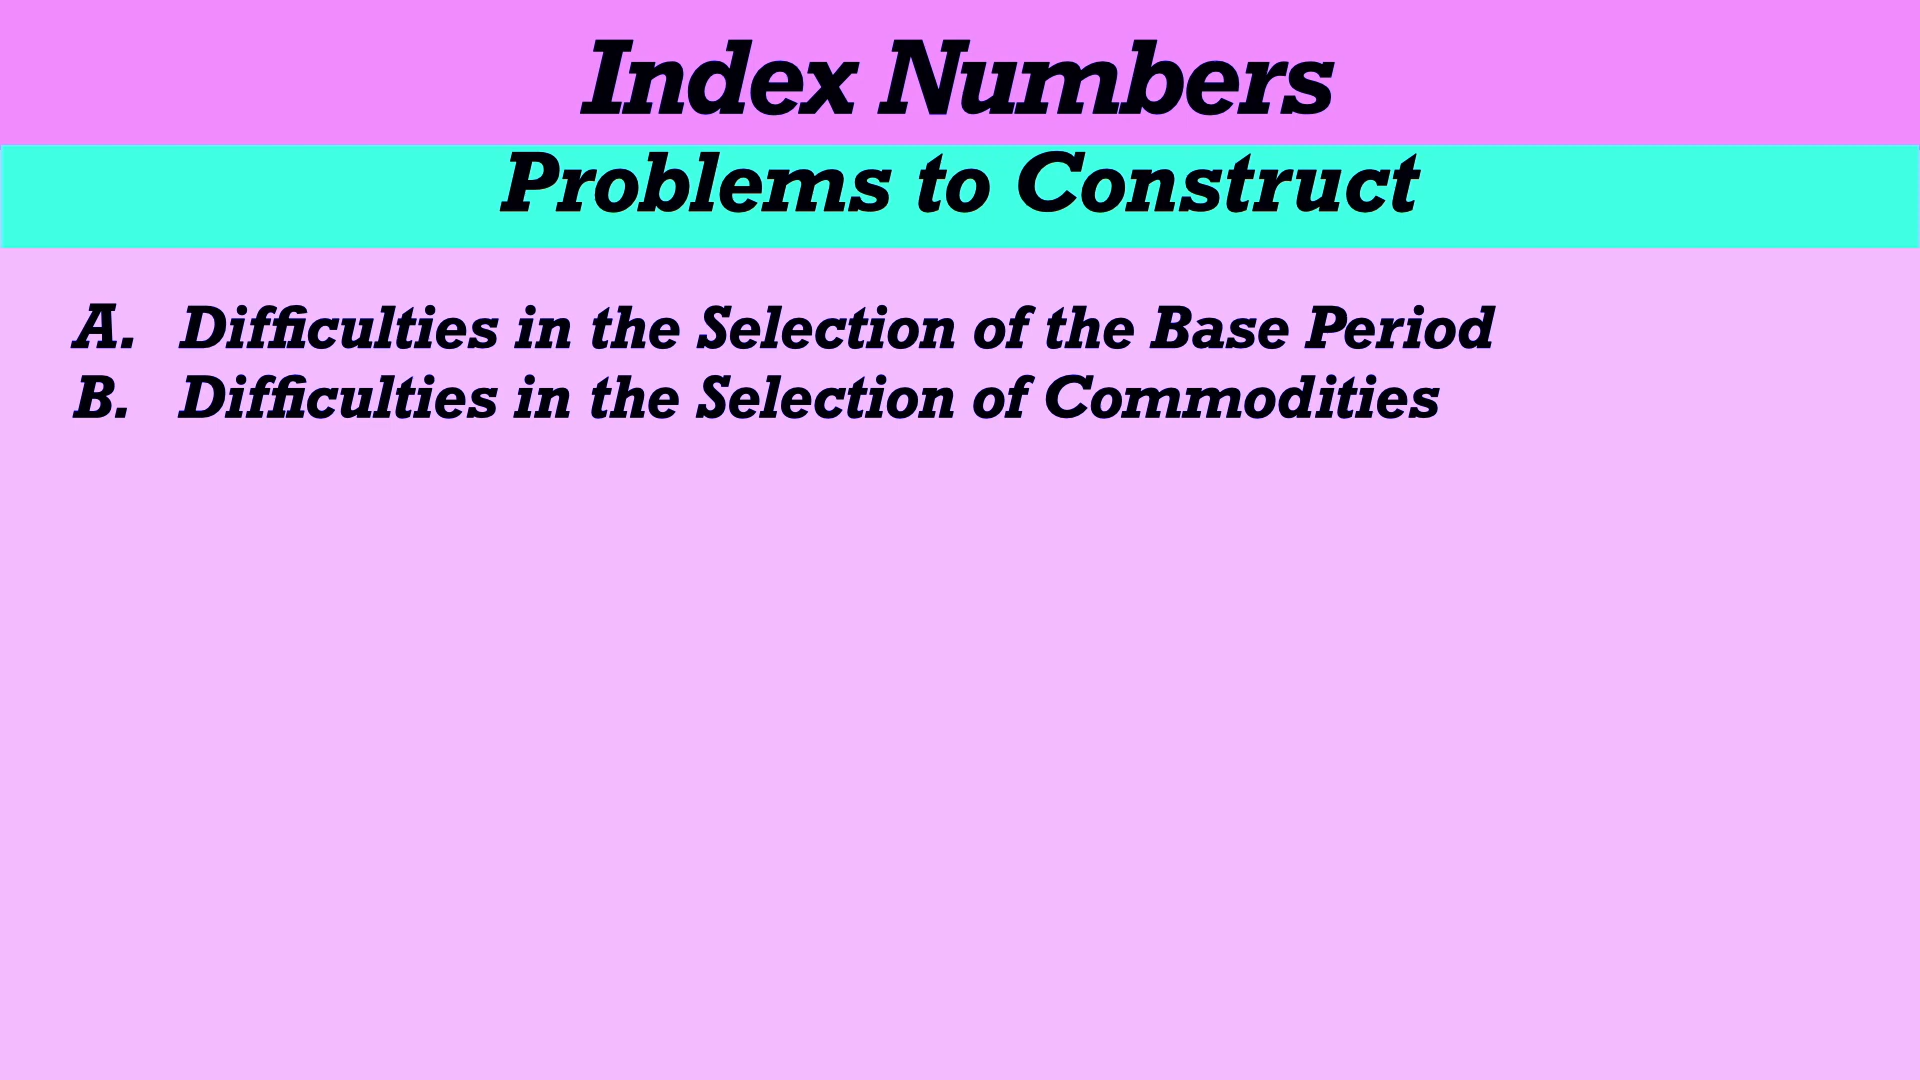 Index Numbers
Problems to Construct
A. Difficulties in the Selection of the Base Period
B. Difficulties in the Selection of Commodities